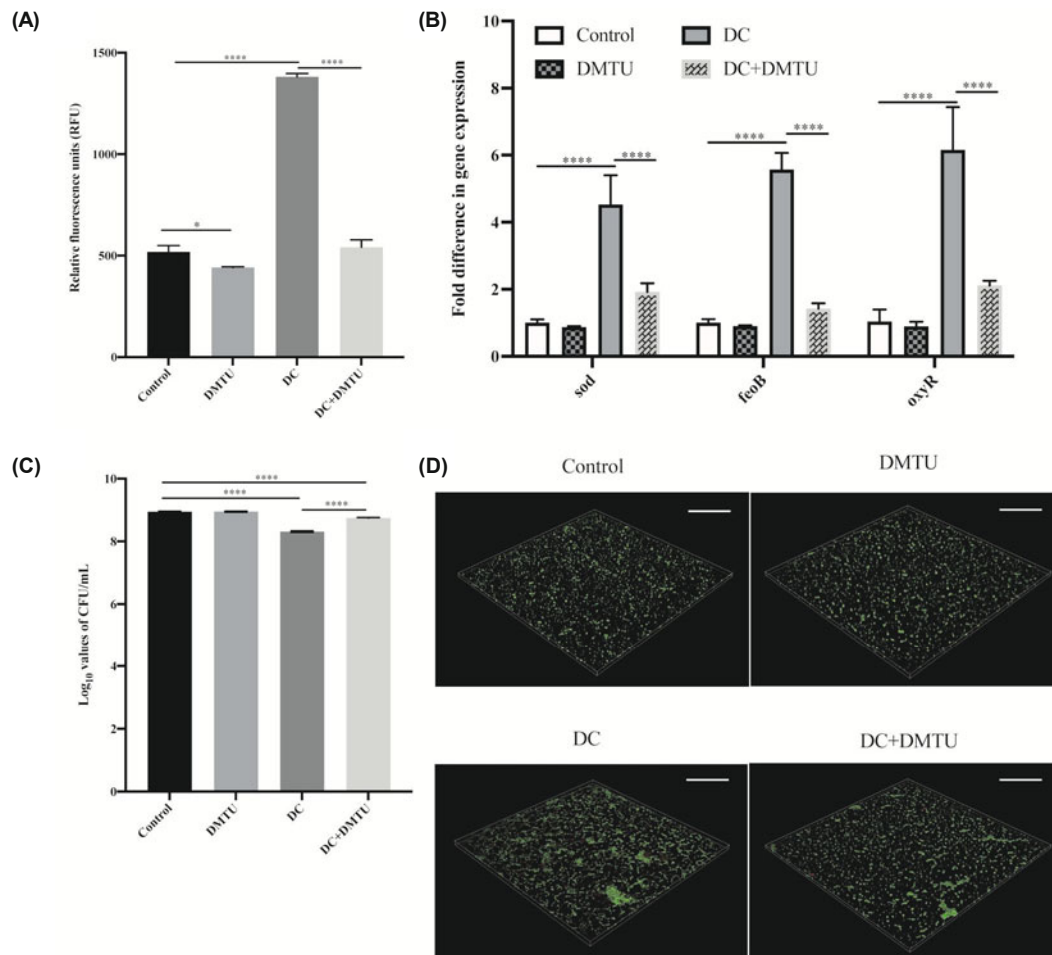 (A)
Relative fluorescence units (RFU)
1500
1000
500
0
****
****
*
Control
DMTU
DC
DC+DMTU
(B)
Fold difference in gene expression
10
8
6
4
2
0
Control
DC
DMTU
DC+DMTU
****
****
****
****
****
****
sod
feoB
oxyR
(C)
Log10 values of CFU/mL
10
8
6
4
2
0
****
****
****
Control
DMTU
DC
DC+DMTU
(D)
Control
DMTU
DC
DC+DMTU